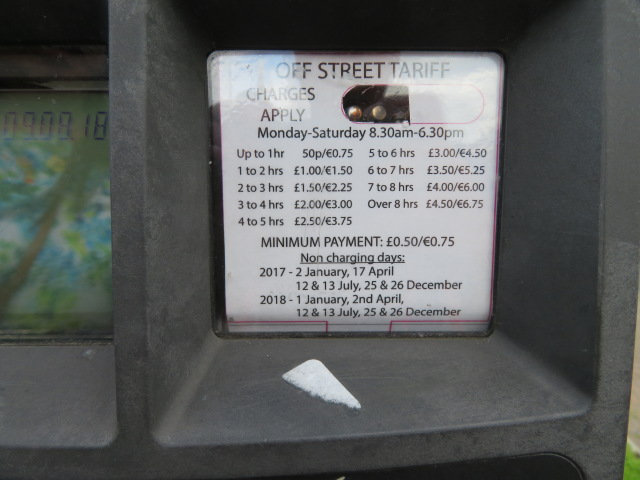 09.09.18
OFF STREET TARIFF
CHARGES
APPLY
Monday-Saturday 8.30am-6.30pm
Up to 1hr 50p/€0.75 5 to 6 hrs £3.00/€4.50
1 to 2 hrs £1.00/€1.50 6 to 7 hrs £3.50/€5.25
2 to 3 hrs £1.50/€2.25 7 to 8 hrs £4.00/€6.00
3 to 4 hrs £2.00/€3.00 Over 8 hrs £4.50/€6.75
4 to 5 hrs £2.50/€3.75
MINIMUM PAYMENT: £0.50/€0.75
Non charging days:
2017 - 2 January, 17 April
12 & 13 July, 25 & 26 December
2018 - 1 January, 2nd April,
12 & 13 July, 25 & 26 December